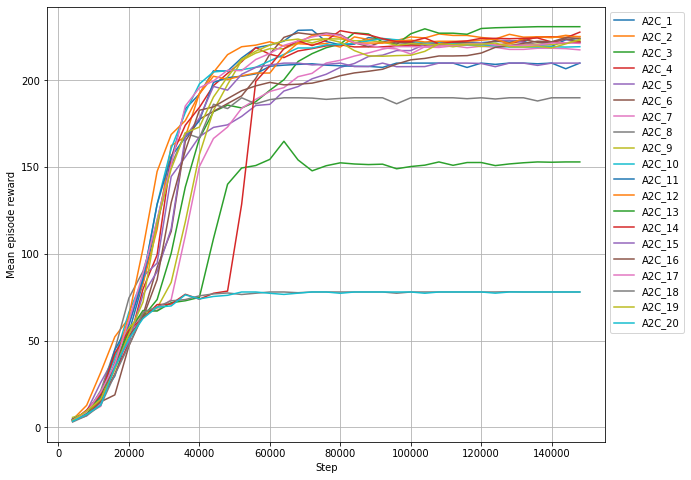 A2C_1
A2C_2
A2C_3
A2C_4
A2C_5
A2C_6
A2C_7
A2C_8
A2C_9
A2C_10
A2C_11
A2C_12
A2C_13
A2C_14
A2C_15
A2C_16
A2C_17
A2C_18
A2C_19
A2C_20
Mean episode reward
200
150
100
50
0
0 20000 40000 60000 80000 100000 120000 140000
Step